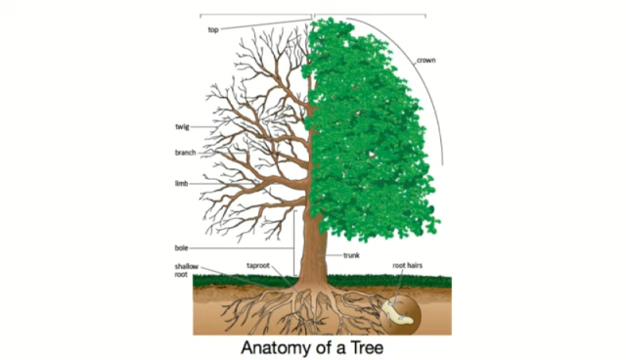 top
crown
twig
branch
limb
bole
trunk
shallow
root
taproot
root hairs
Anatomy of a Tree